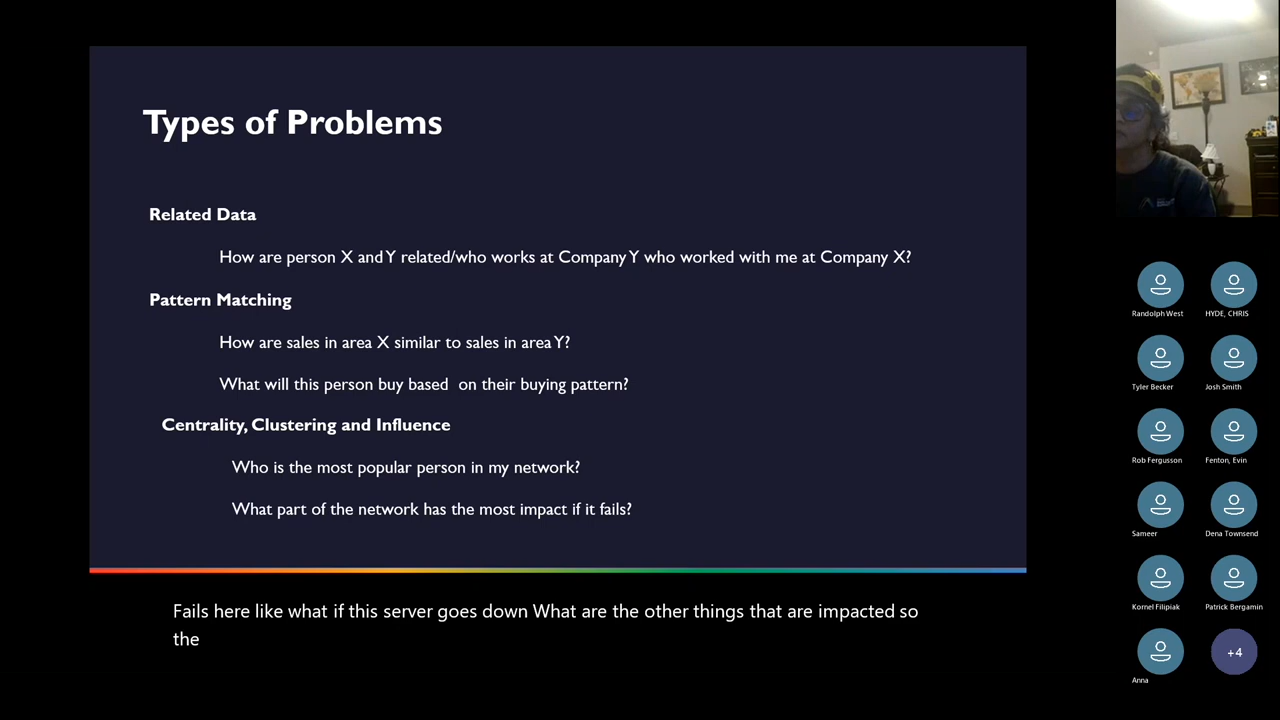 Types of Problems
Related Data
How are person X and Y related/who works at Company Y who worked with me at Company X?
Pattern Matching
How are sales in area X similar to sales in area Y?
What will this person buy based  on their buying pattern?
Centrality, Clustering and Influence
Who is the most popular person in my network?
What part of the network has the most impact if it fails?
Fails here like what if this server goes down What are the other things that are impacted so
the
Randolph West
HYDE, CHRIS
Tyler Becker
Josh Smith
Rob Fergusson
Fenton, Evin
Sameer
Dena Townsend
Kornel Filipiak
Patrick Bergamin
Anna
+4